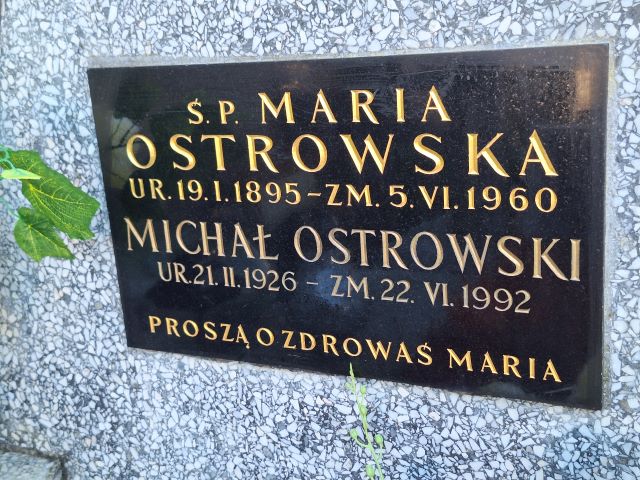 Ś.P. MARIA
OSTROWSKA
UR. 19. I. 1895 – ZM. 5. VI. 1960
MICHAŁ OSTROWSKI
UR. 21. II. 1926 – ZM. 22. VI. 1992
PROSZĄ O ZDROWAŚ MARIA